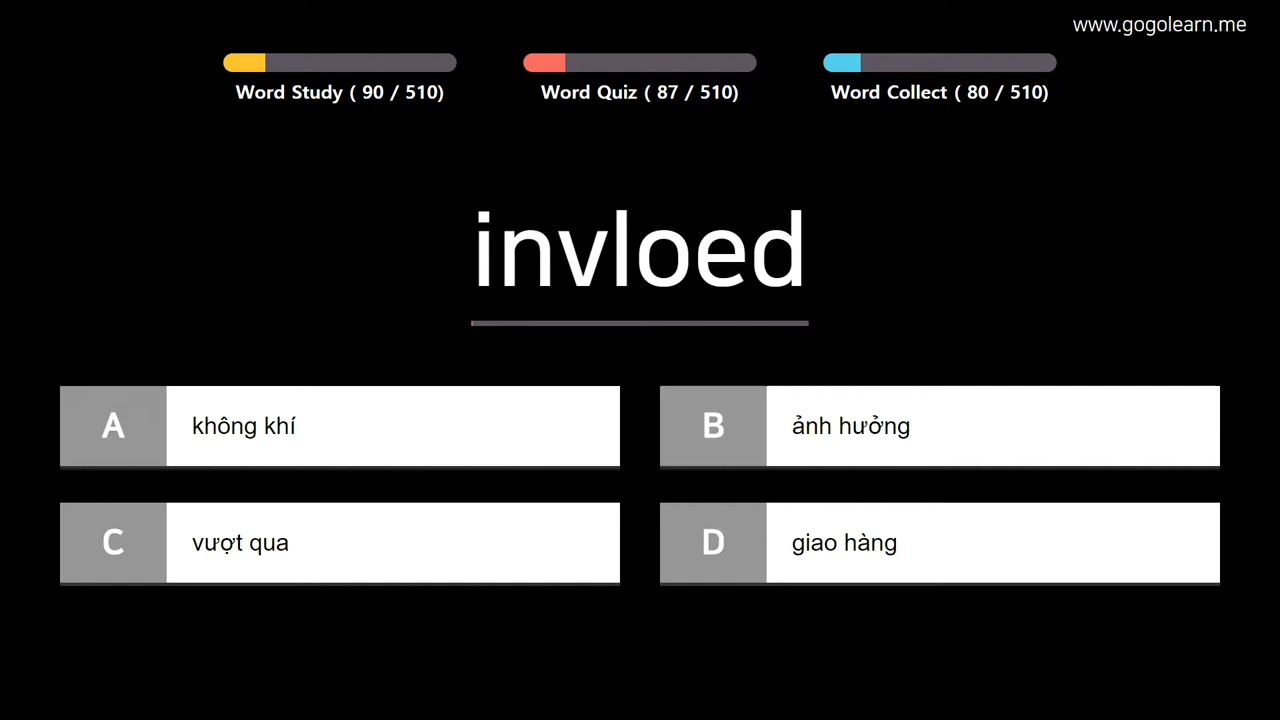 www.gogolearn.me
Word Study ( 90 / 510)
Word Quiz ( 87 / 510)
Word Collect ( 80 / 510)
invloed
A không khí
B ảnh hưởng
C vượt qua
D giao hàng